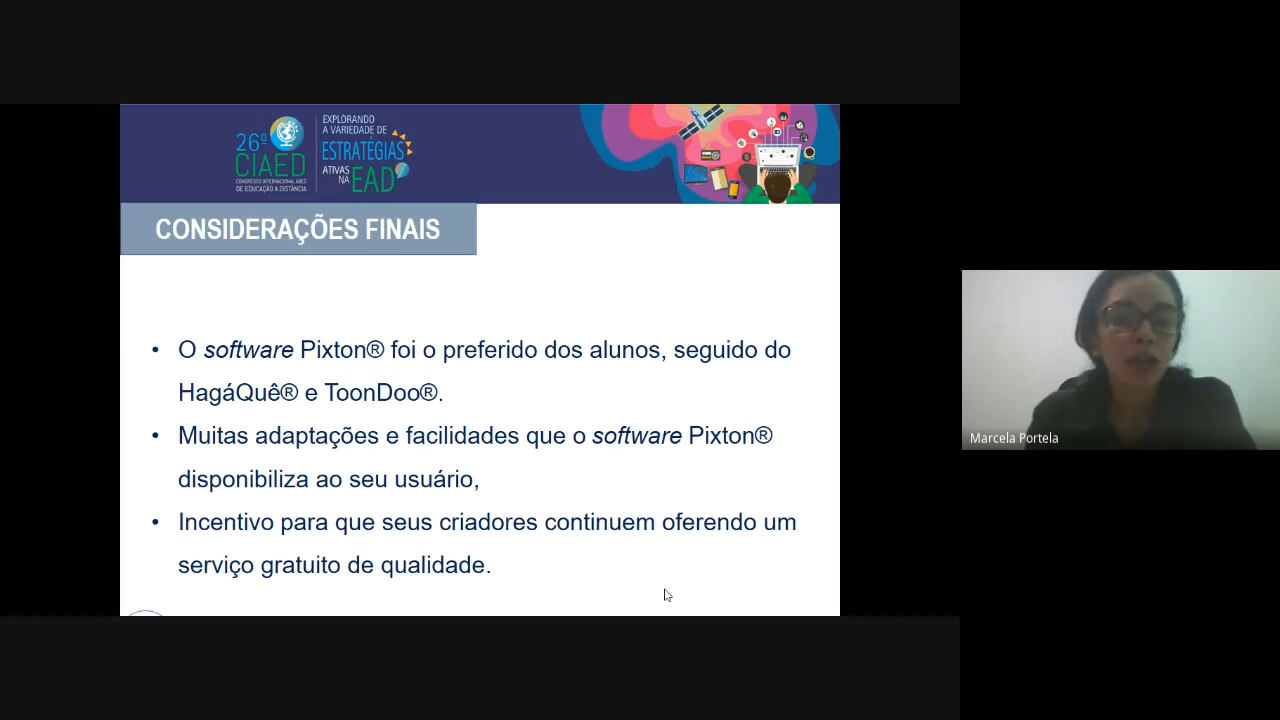 26º
CIAED
CONGRESSO INTERNACIONAL ABED
DE EDUCAÇÃO A DISTÂNCIA
EXPLORANDO
A VARIEDADE DE
ESTRATÉGIAS
ATIVAS
NA EAD
CONSIDERAÇÕES FINAIS
• O software Pixton® foi o preferido dos alunos, seguido do
HagáQuê® e ToonDoo®.
• Muitas adaptações e facilidades que o software Pixton®
disponibiliza ao seu usuário,
• Incentivo para que seus criadores continuem oferendo um
serviço gratuito de qualidade.
Marcela Portela